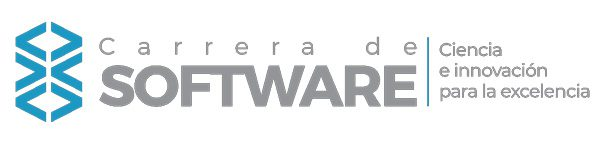 Carrera de
SOFTWARE
Ciencia
e innovación
para la excelencia